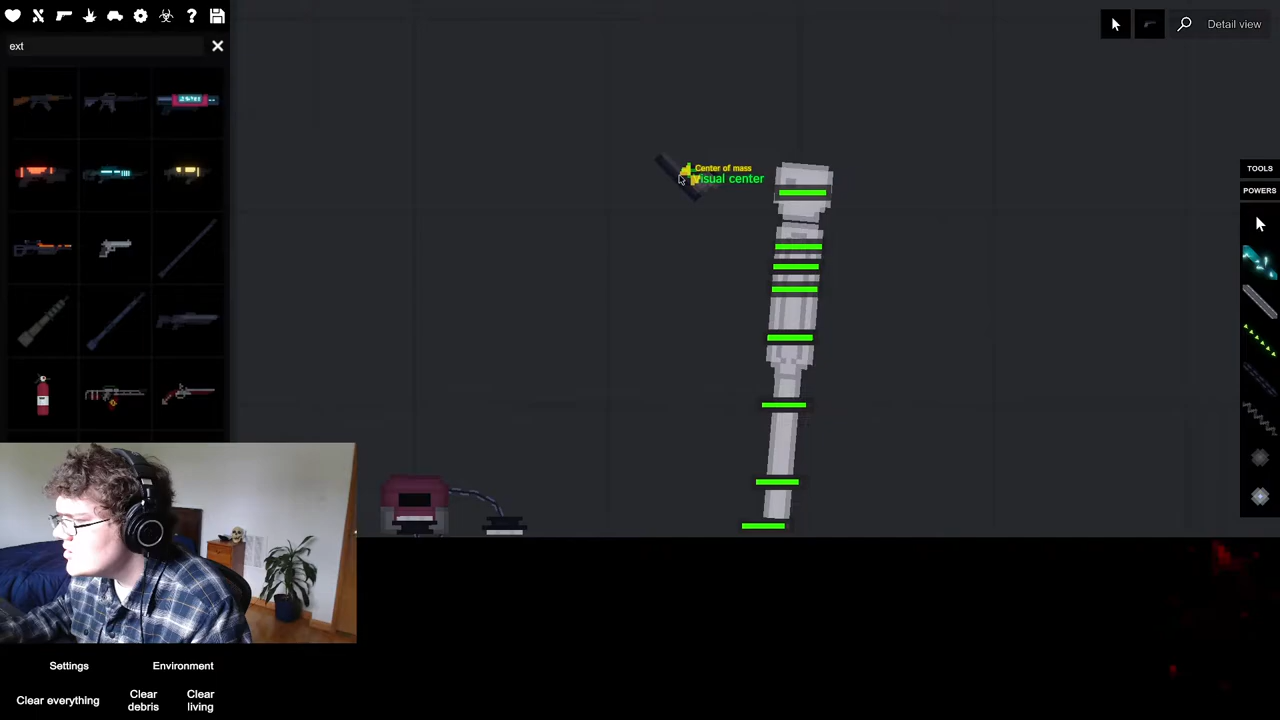 ext
Detail view
Center of mass
Visual center
TOOLS
POWERS
Settings
Environment
Clear everything
Clear debris
Clear living